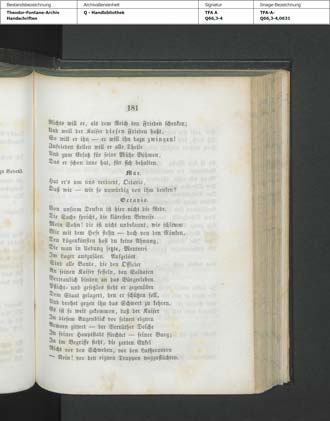 Bestandsbezeichnung
Theodor-Fontane-Archiv
Handschriften
Archivalieneinheit
Q - Handbibliothek
Signatur
TFA A
Q66,3-4
Image-Bezeichnung
TFA-A-
Q66,3-4,0631
181
Nichts will er, als dem Reich den Frieden schenken;
Und weil der Kaiser diesen Frieden haßt,
So will er ihn — er will ihn dazu zwingen!
Zufrieden stellen will er alle Theile
Und zum Ersatz für seine Mühe Böhmen,
Das er schon inne hat, für sich behalten.
Max.
Hat er's um uns verdient, Octavio,
Daß wir — wir so unwürdig von ihm denken?
Octavio.
Von unserm Denken ist hier nicht die Rede.
Die Sache spricht, die kläresten Beweise.
Mein Sohn! dir ist nicht unbekannt, wie schlimm
Wir mit dem Hofe stehn — doch von den Ränken,
Den Lügenkünsten hast du keine Ahnung,
Die man in Uebung setzte, Meuterei
Im Lager auszusäen. Aufgelöst
Sind alle Bande, die den Officier
An seinen Kaiser fesseln, den Soldaten
Vertraulich binden an das Bürgerleben.
Pflicht- und gesetzlos steht er gegenüber
Dem Staat gelagert, den er schützen soll,
Und drohet gegen ihn das Schwert zu kehren.
Es ist so weit gekommen, daß der Kaiser
In diesem Augenblick vor seinen eignen
Armeen zittert — der Verräther Dolche
In seiner Hauptstadt fürchtet — seiner Burg;
Ja im Begriffe steht, die zarten Enkel
Nicht vor den Schweden, vor den Lutheranern
— Nein! vor den eignen Truppen wegzuflüchten.